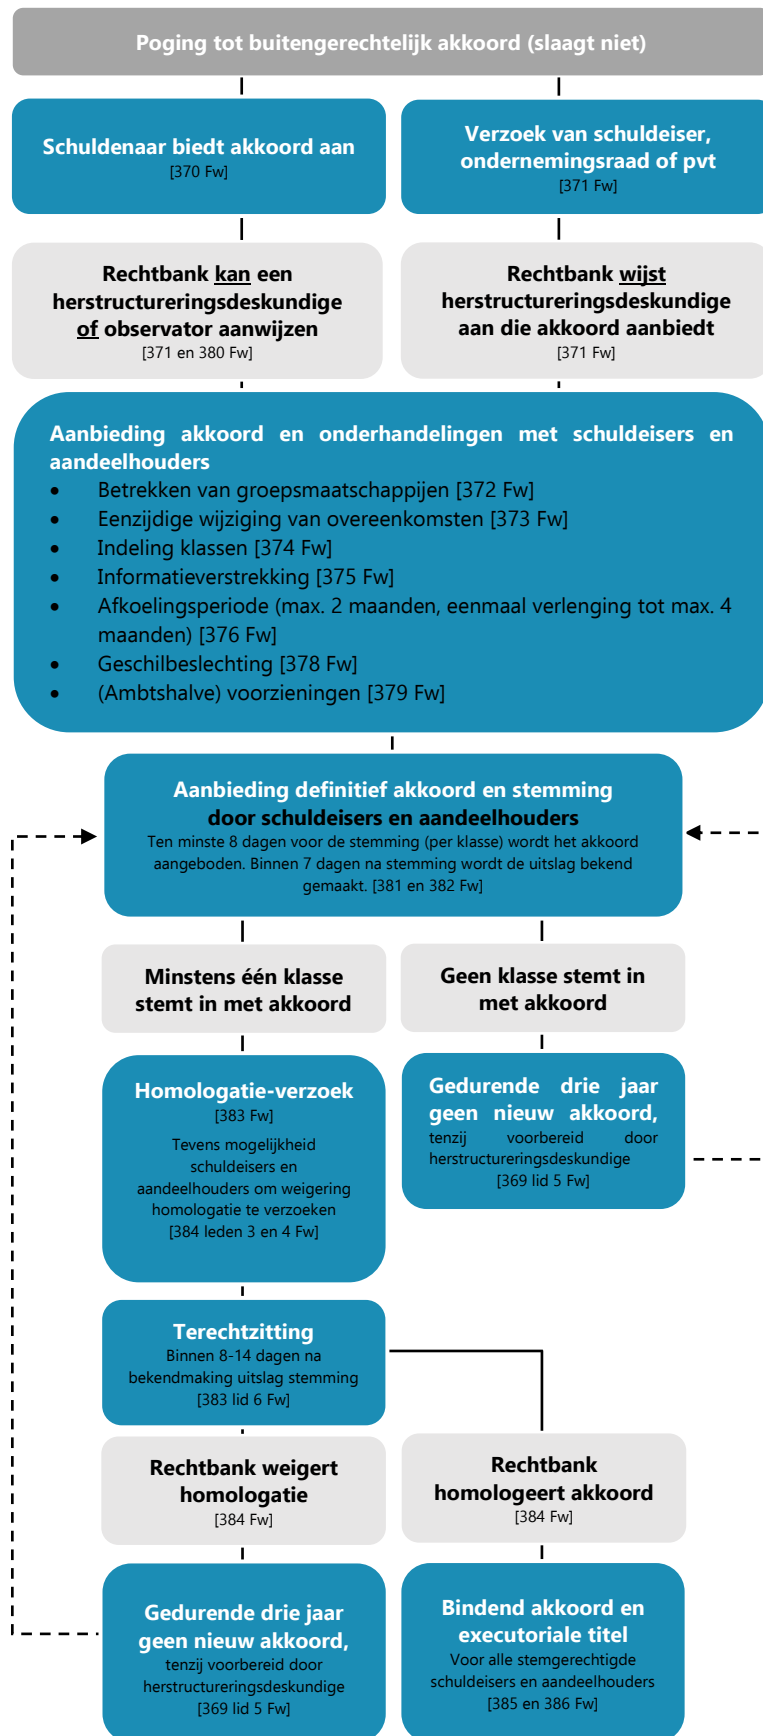 Poging tot buitengerechtelijk akkoord (slaagt niet)
Schuldenaar biedt akkoord aan
[370 Fw]
Verzoek van schuldeiser,
ondernemingsraad of pvt
[371 Fw]
Rechtbank kan een
herstructureringsdeskundige
of observator aanwijzen
[371 en 380 Fw]
Rechtbank wijst
herstructureringsdeskundige
aan die akkoord aanbiedt
[371 Fw]
Aanbieding akkoord en onderhandelingen met schuldeisers en
aandeelhouders
• Betrekken van groepsmaatschappijen [372 Fw]
• Eenzijdige wijziging van overeenkomsten [373 Fw]
• Indeling klassen [374 Fw]
• Informatieverstrekking [375 Fw]
• Afkoelingsperiode (max. 2 maanden, eenmaal verlenging tot max. 4
maanden) [376 Fw]
• Geschilbeslechting [378 Fw]
• (Ambtshalve) voorzieningen [379 Fw]
Aanbieding definitief akkoord en stemming
door schuldeisers en aandeelhouders
Ten minste 8 dagen voor de stemming (per klasse) wordt het akkoord
aangeboden. Binnen 7 dagen na stemming wordt de uitslag bekend
gemaakt. [381 en 382 Fw]
Minstens één klasse
stemt in met akkoord
Geen klasse stemt in
met akkoord
Homologatie-verzoek
[383 Fw]
Tevens mogelijkheid
schuldeisers en
aandeelhouders om weigering
homologatie te verzoeken
[384 leden 3 en 4 Fw]
Gedurende drie jaar
geen nieuw akkoord,
tenzij voorbereid door
herstructureringsdeskundige
[369 lid 5 Fw]
Terechtzitting
Binnen 8-14 dagen na
bekendmaking uitslag stemming
[383 lid 6 Fw]
Rechtbank weigert
homologatie
[384 Fw]
Rechtbank
homologeert akkoord
[384 Fw]
Gedurende drie jaar
geen nieuw akkoord,
tenzij voorbereid door
herstructureringsdeskundige
[369 lid 5 Fw]
Bindend akkoord en
executoriale titel
Voor alle stemgerechtigde
schuldeisers en aandeelhouders
[385 en 386 Fw]